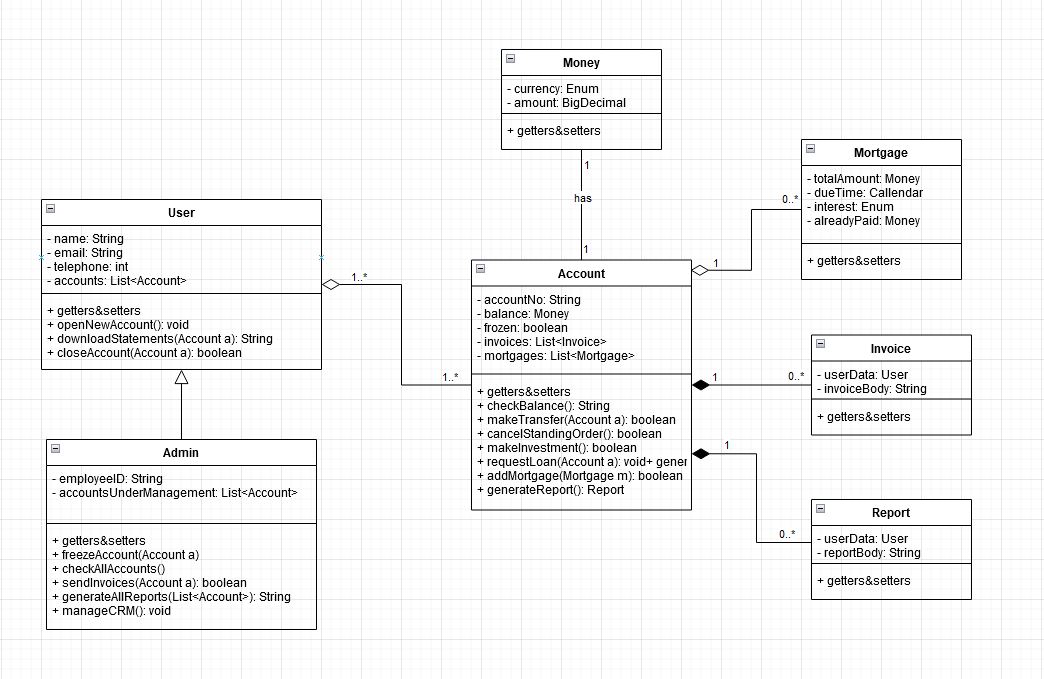 Money
- currency: Enum
- amount: BigDecimal
+ getters&setters
1
has
1
Mortgage
- totalAmount: Money
- dueTime: Callendar
- interest: Enum
- alreadyPaid: Money
+ getters&setters
0..*
1
User
- name: String
- email: String
- telephone: int
- accounts: List<Account>
+ getters&setters
+ openNewAccount(): void
+ downloadStatements(Account a): String
+ closeAccount(Account a): boolean
1..*
1..*
Account
- accountNo: String
- balance: Money
- frozen: boolean
- invoices: List<Invoice>
- mortgages: List<Mortgage>
+ getters&setters
+ checkBalance(): String
+ makeTransfer(Account a): boolean
+ cancelStandingOrder(): boolean
+ makeInvestment(): boolean
+ requestLoan(Account a): void+ gener
+ addMortgage(Mortgage m): boolean
+ generateReport(): Report
1
0..*
Invoice
- userData: User
- invoiceBody: String
+ getters&setters
1
0..*
Report
- userData: User
- reportBody: String
+ getters&setters
Admin
- employeeID: String
- accountsUnderManagement: List<Account>
+ getters&setters
+ freezeAccount(Account a)
+ checkAllAccounts()
+ sendInvoices(Account a): boolean
+ generateAllReports(List<Account>): String
+ manageCRM(): void